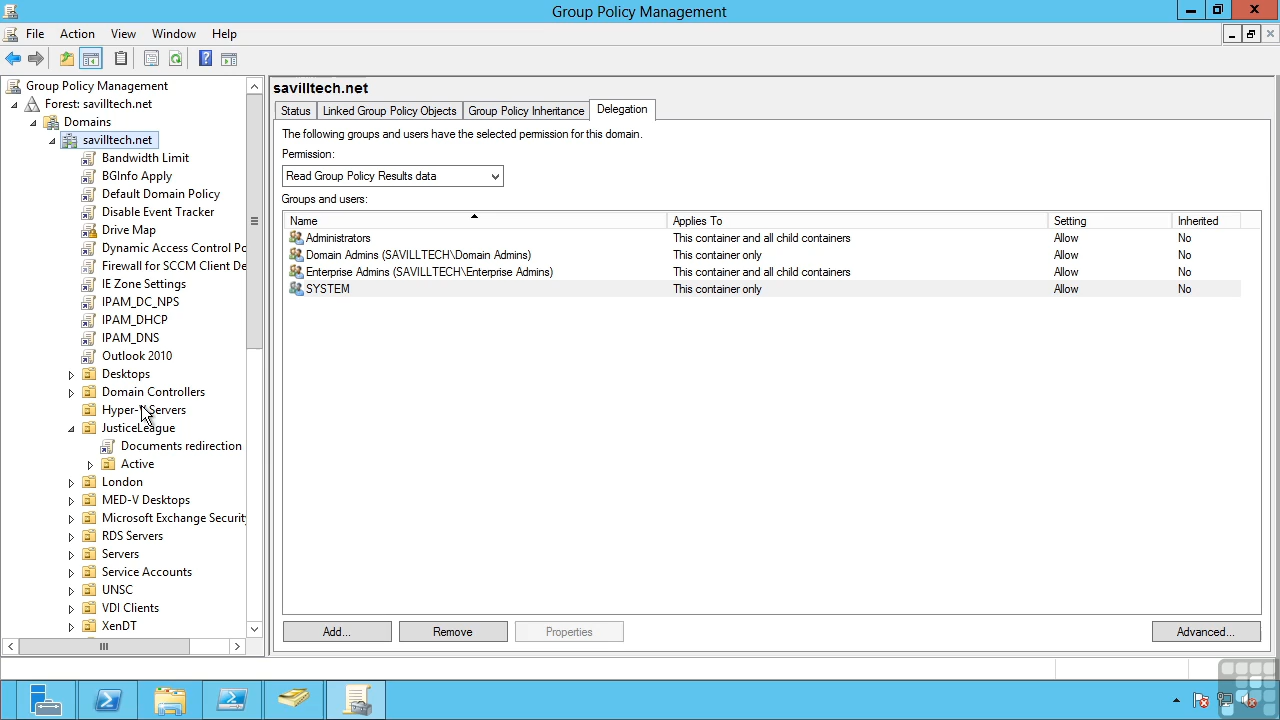 Group Policy Management
File Action View Window Help
Group Policy Management
Forest: savilltech.net
Domains
savilltech.net
Bandwidth Limit
BGInfo Apply
Default Domain Policy
Disable Event Tracker
Drive Map
Dynamic Access Control Po
Firewall for SCCM Client De
IE Zone Settings
IPAM_DC_NPS
IPAM_DHCP
IPAM_DNS
Outlook 2010
Desktops
Domain Controllers
Hyper-V Servers
JusticeLeague
Documents redirection
Active
London
MED-V Desktops
Microsoft Exchange Securit
RDS Servers
Servers
Service Accounts
UNSC
VDI Clients
XenDT
savilltech.net
Status Linked Group Policy Objects Group Policy Inheritance Delegation
The following groups and users have the selected permission for this domain.
Permission:
Read Group Policy Results data
Groups and users:
Name Applies To Setting Inherited
Administrators This container and all child containers Allow No
Domain Admins (SAVILLTECH\Domain Admins) This container only Allow No
Enterprise Admins (SAVILLTECH\Enterprise Admins) This container and all child containers Allow No
SYSTEM This container only Allow No
Add... Remove Properties Advanced...